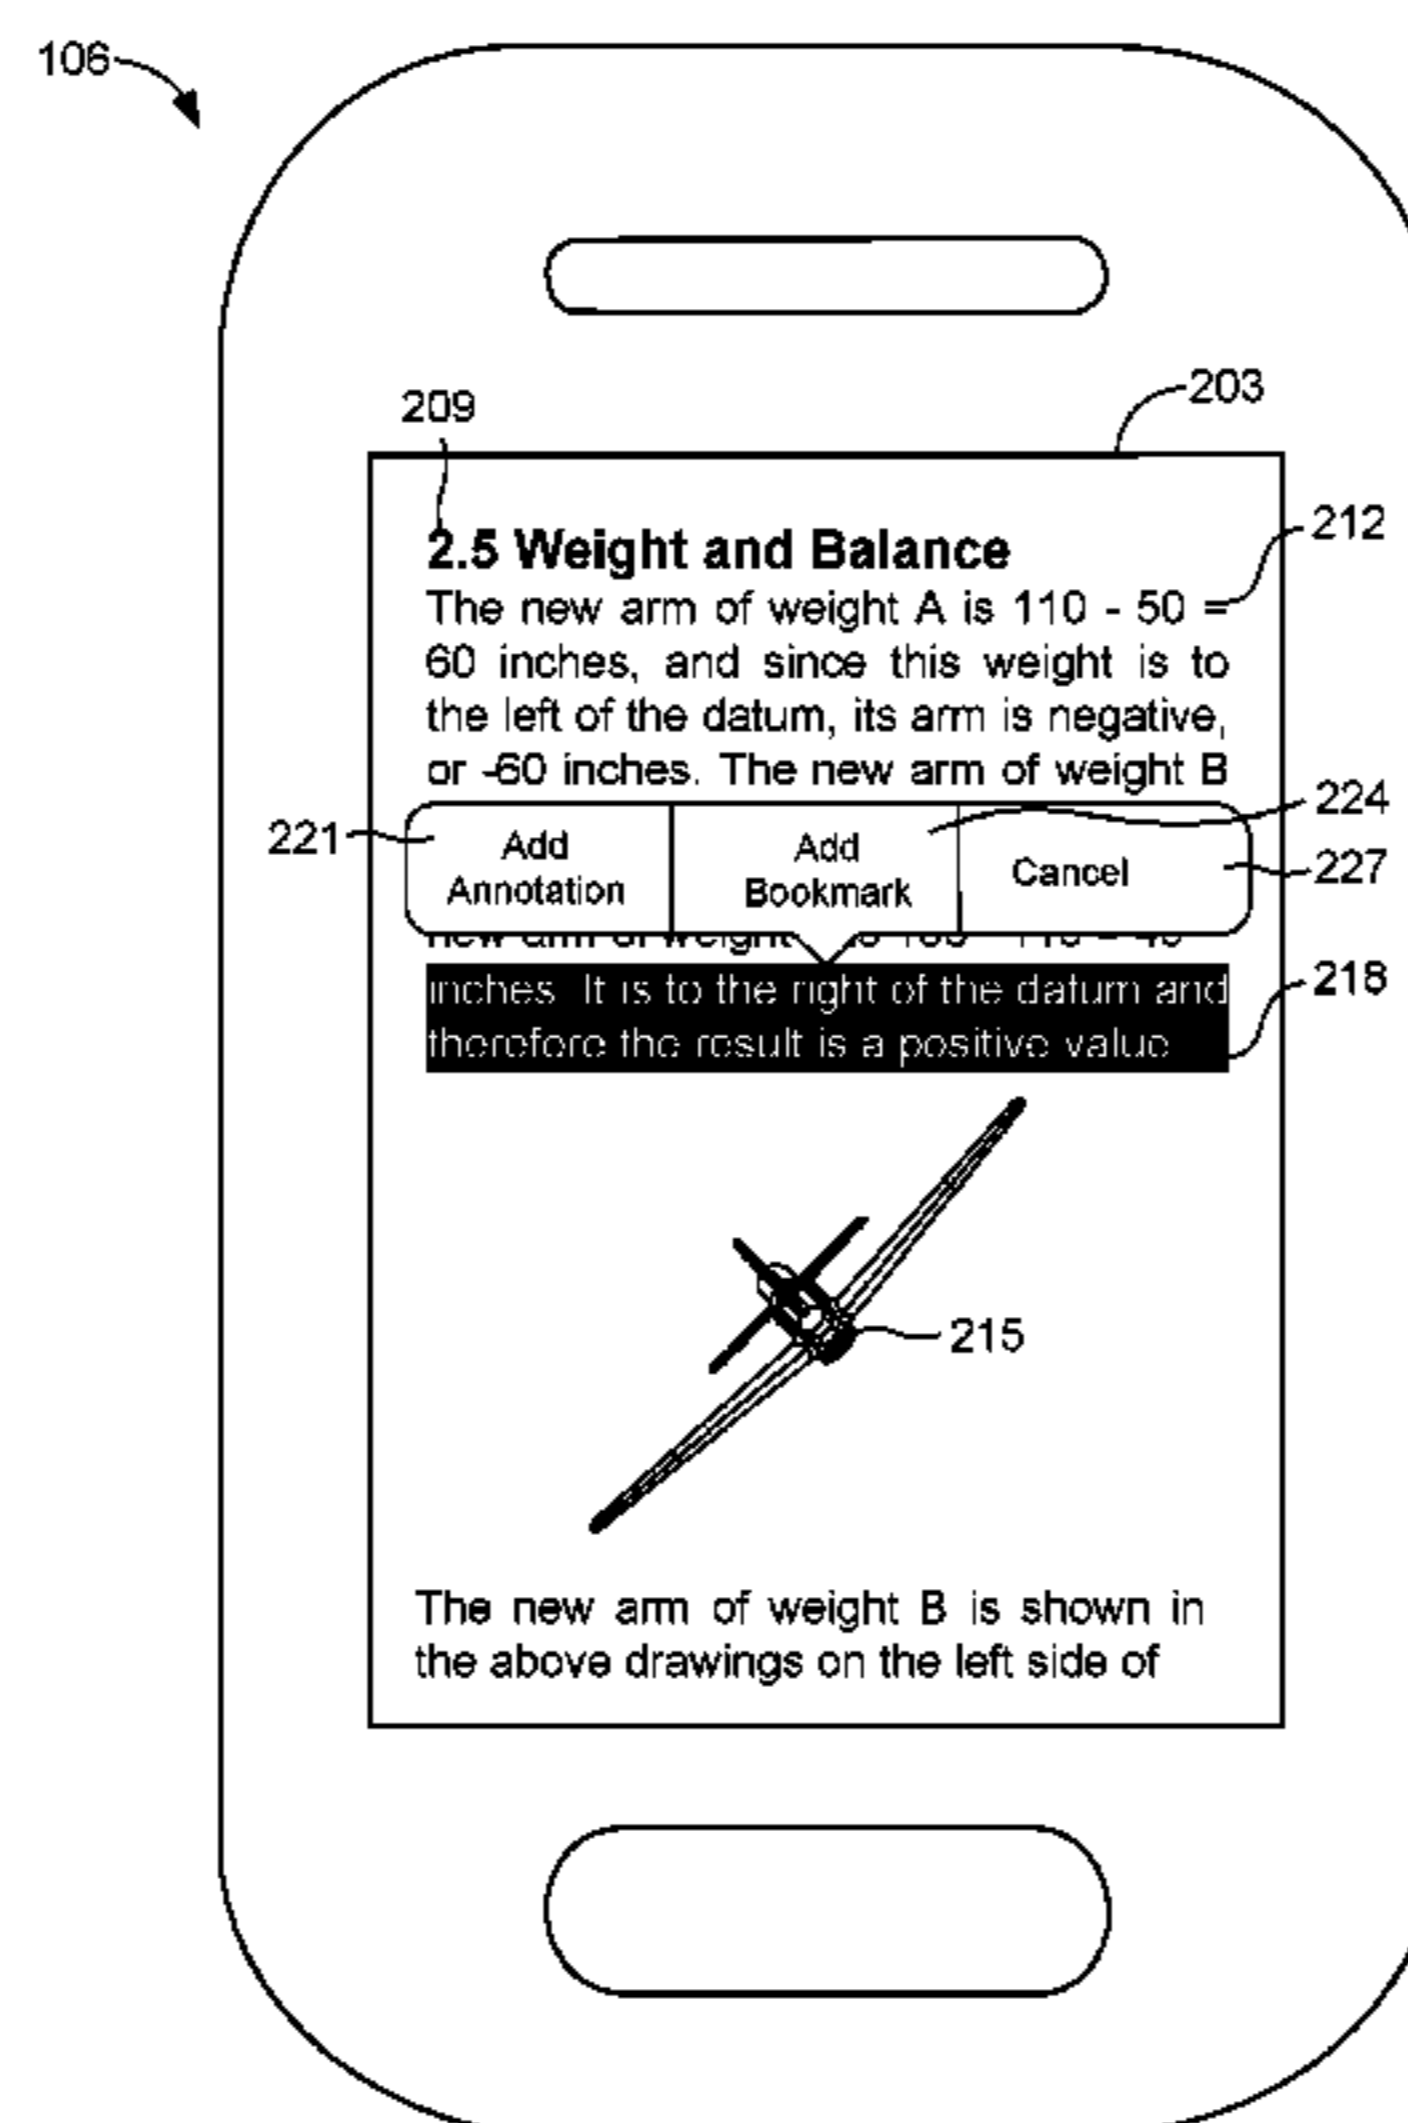 106
203
209
212
2.5 Weight and Balance
The new arm of weight A is 110 - 50 =
60 inches, and since this weight is to
the left of the datum, its arm is negative,
or -60 inches. The new arm of weight B
224
221
Add Annotation
Add Bookmark
Cancel
227
new arm of weight
218
inches. It is to the right of the datum and
therefore the result is a positive value
215
The new arm of weight B is shown in
the above drawings on the left side of